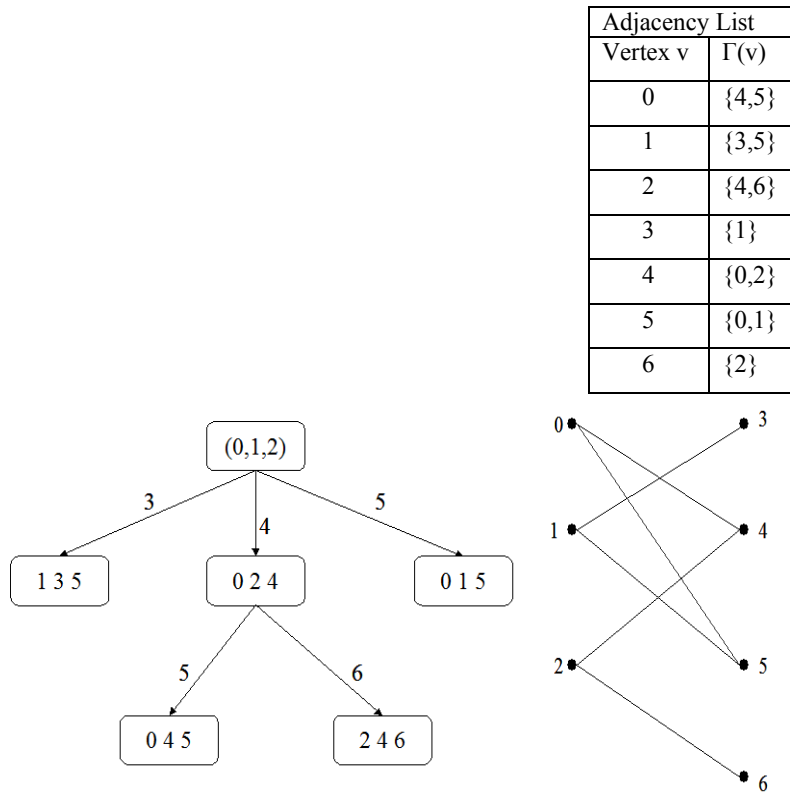 Adjacency List
Vertex v Γ(v)
0 {4,5}
1 {3,5}
2 {4,6}
3 {1}
4 {0,2}
5 {0,1}
6 {2}
(0,1,2)
3 4 5
1 3 5 0 2 4 0 1 5
5 6
0 4 5 2 4 6
0 3
1 4
2 5
6